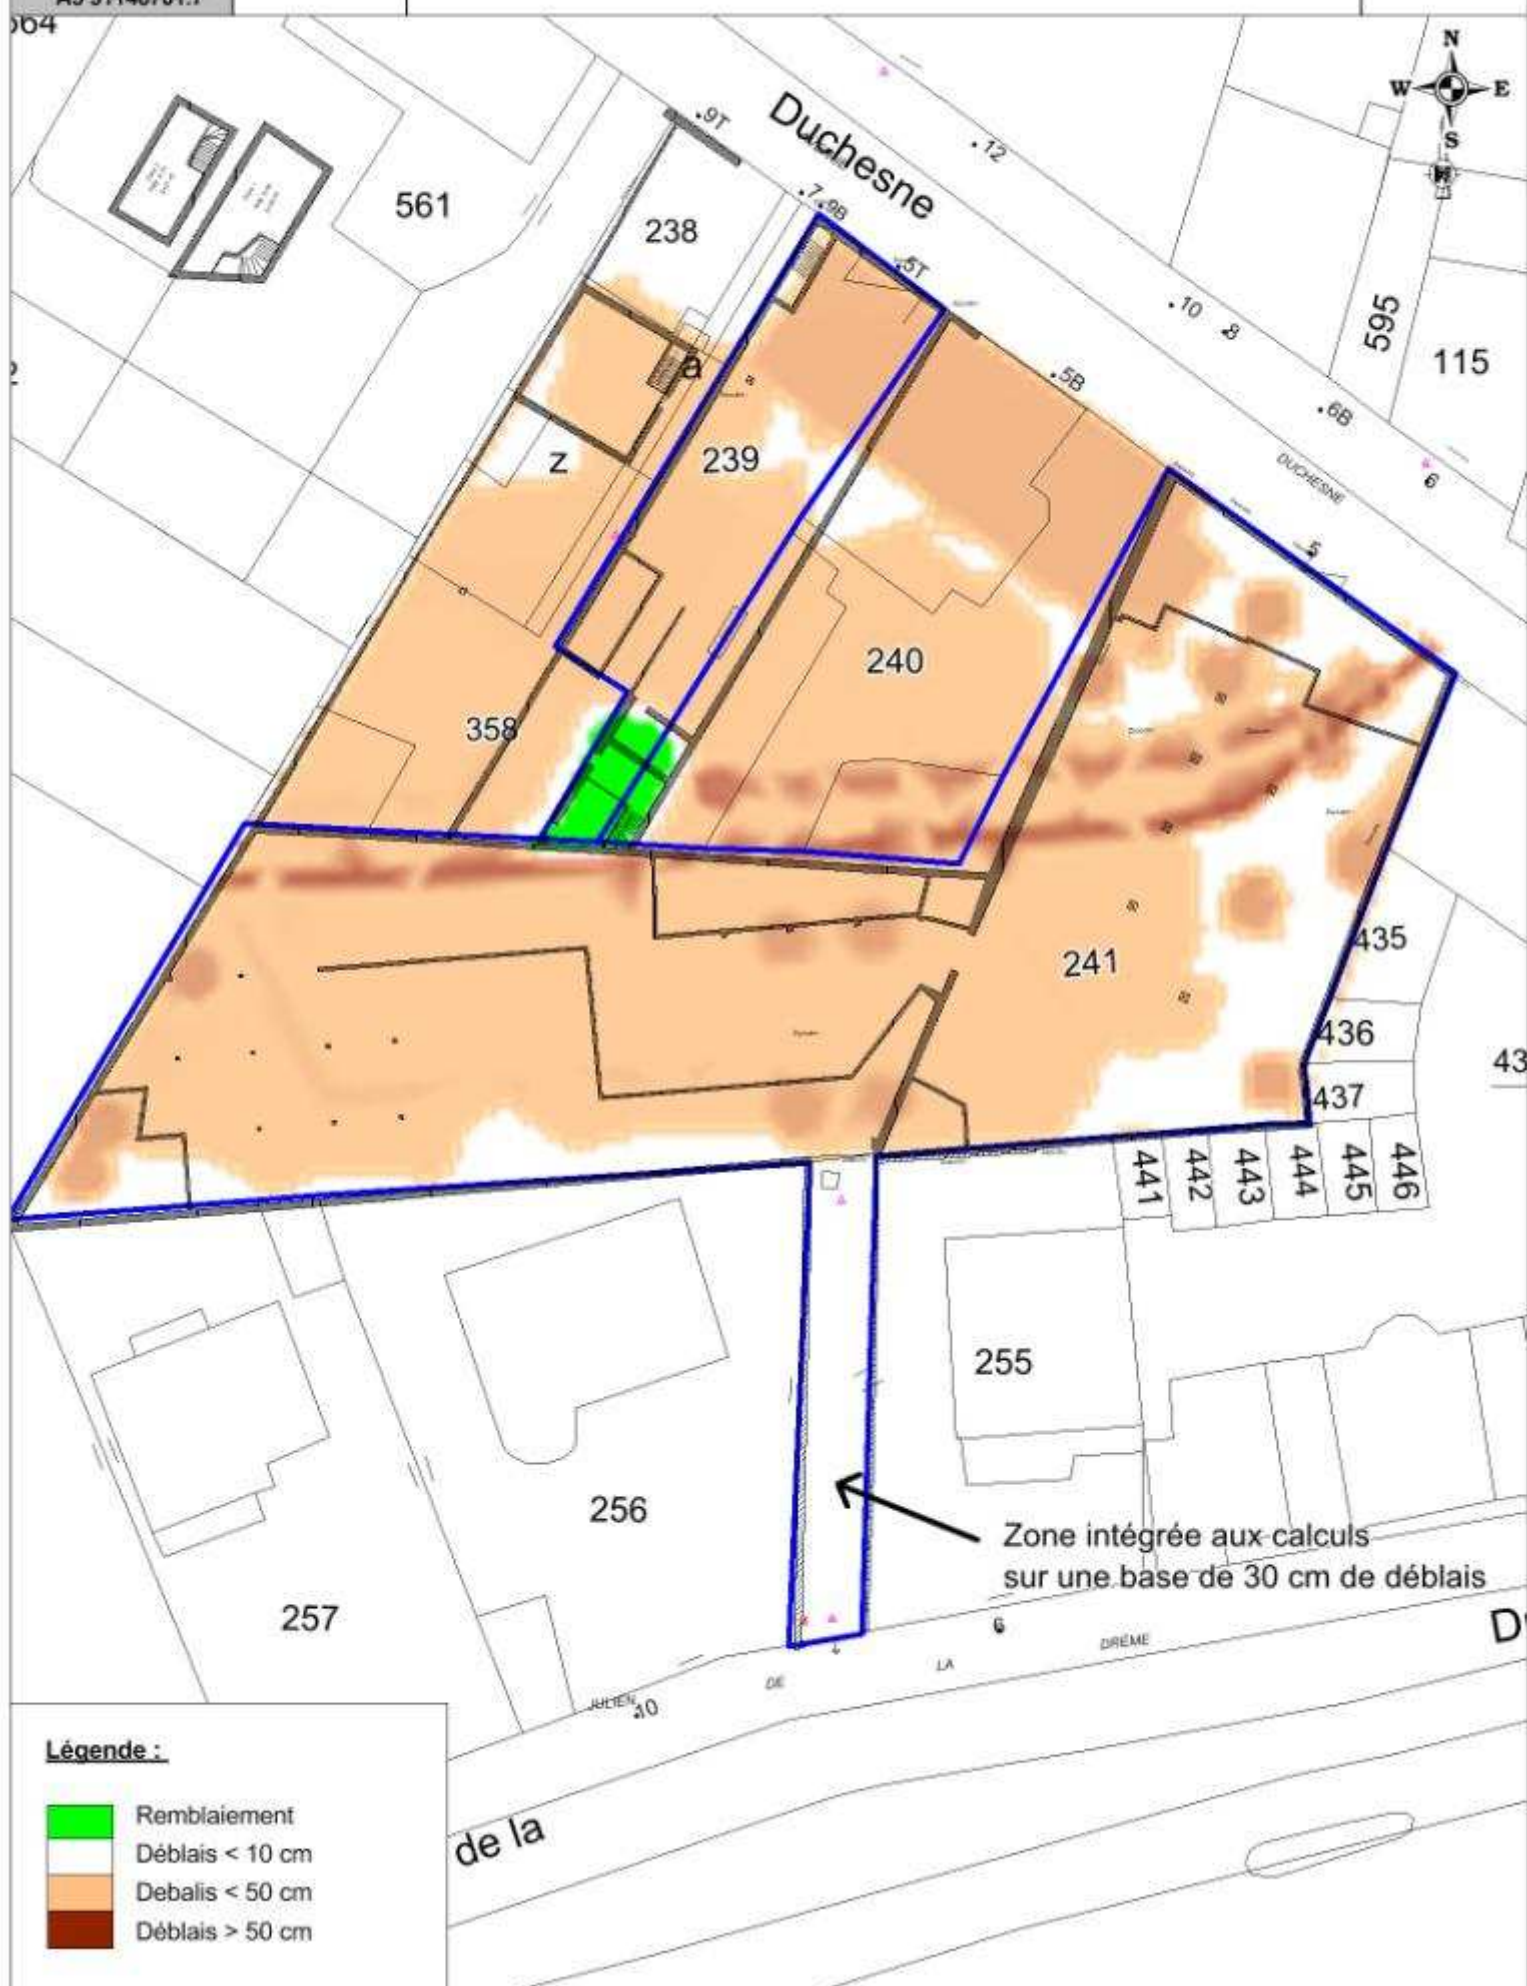 564
N
W E
S
.9T
Duchesne
.12
561
238
.7
.9B
.5T
.10
.8
595
115
.5B
.6B
6
a
z
239
DUCHESNE
5
240
358
241
435
436
43
437
441
442
443
444
445
446
255
256
Zone intégrée aux calculs
sur une base de 30 cm de déblais
257
6
JULIEN
.10
DE
LA
DRÈME
de la
Légende :
Remblaiement
Déblais < 10 cm
Debalis < 50 cm
Déblais > 50 cm